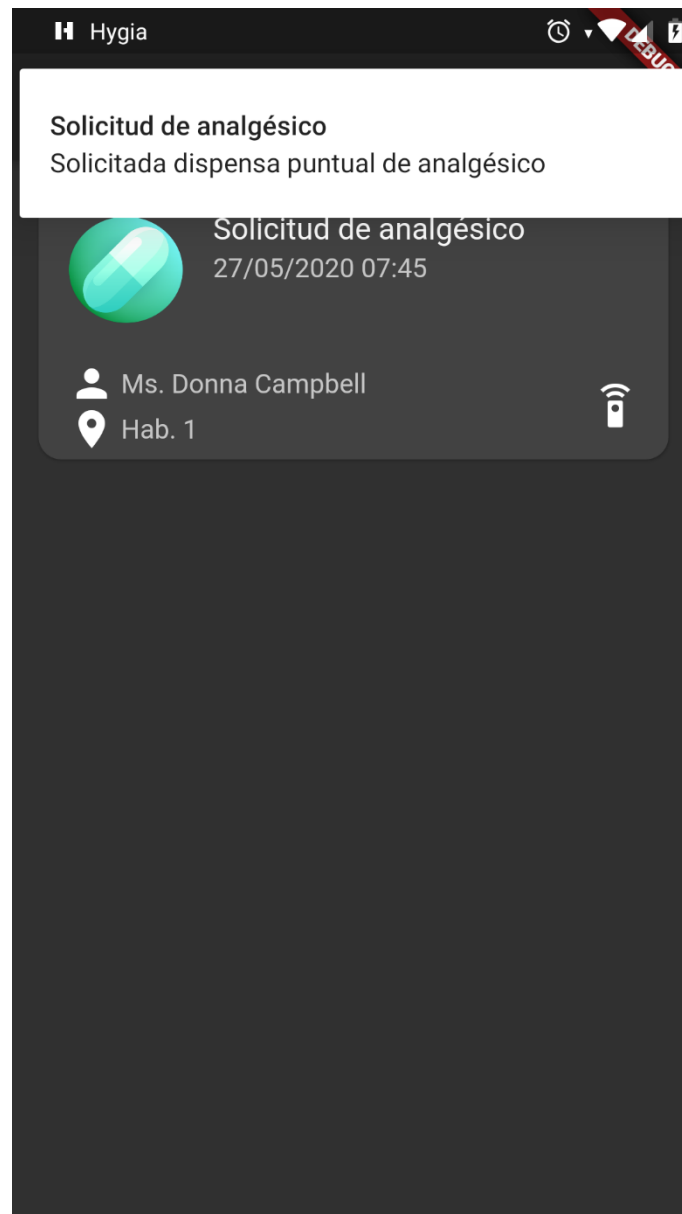 Hygia
DEBUG
Solicitud de analgésico
Solicitada dispensa puntual de analgésico
Solicitud de analgésico
27/05/2020 07:45
Ms. Donna Campbell
Hab. 1